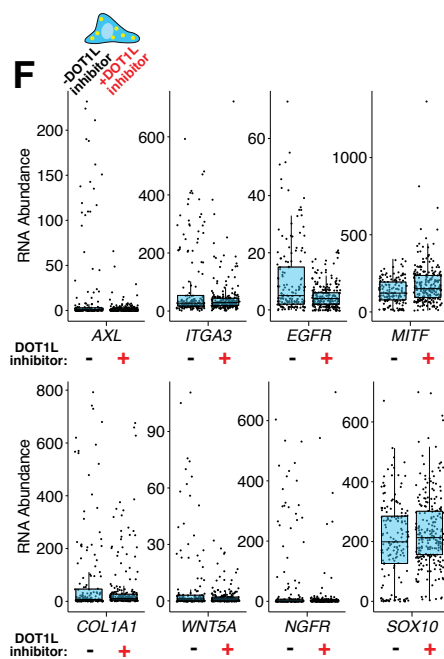 F
-DOT1L inhibitor
+DOT1L inhibitor
RNA Abundance
200
150
100
50
0
600
400
200
0
60
40
20
0
1000
500
0
AXL
ITGA3
EGFR
MITF
DOT1L
inhibitor: - + - + - + - +
RNA Abundance
800
600
400
200
0
90
60
30
0
600
400
200
0
600
400
200
0
COL1A1
WNT5A
NGFR
SOX10
DOT1L
inhibitor: - + - + - + - +